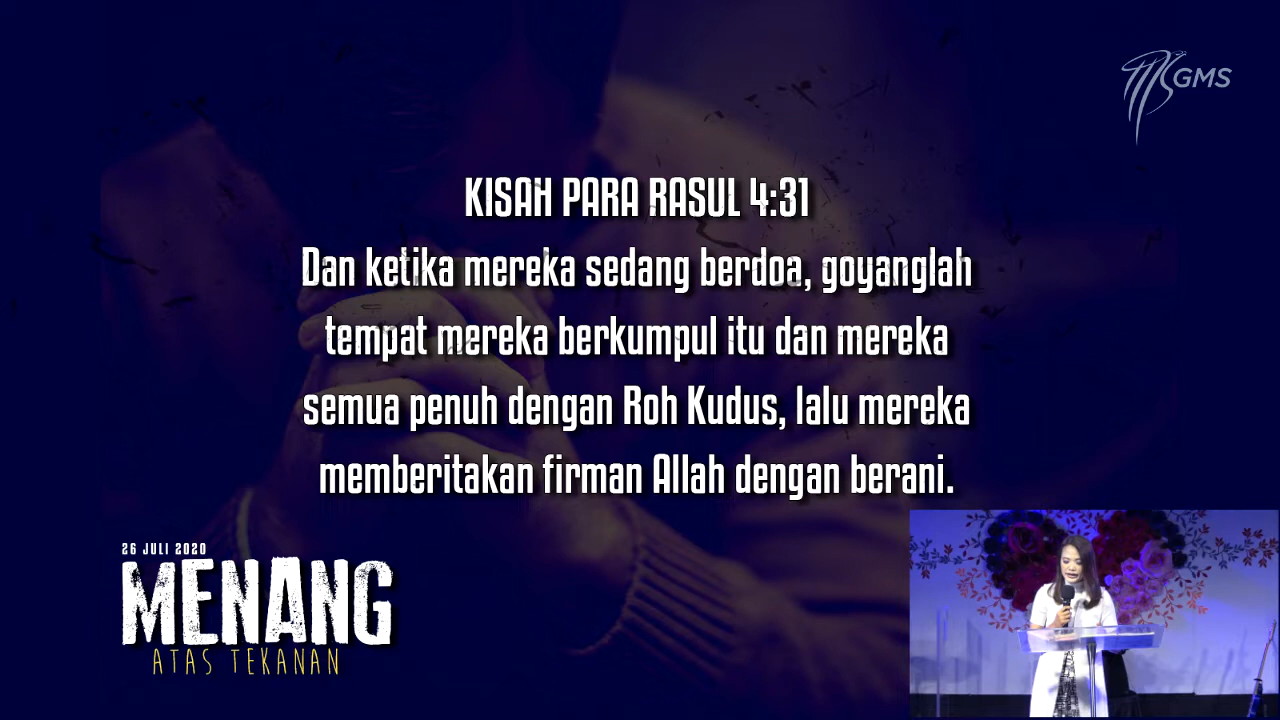 GMS
KISAH PARA RASUL 4:31
Dan ketika mereka sedang berdoa, goyanglah
tempat mereka berkumpul itu dan mereka
semua penuh dengan Roh Kudus, lalu mereka
memberitakan firman Allah dengan berani.
26 JULI 2020
MENANG
ATAS TEKANAN